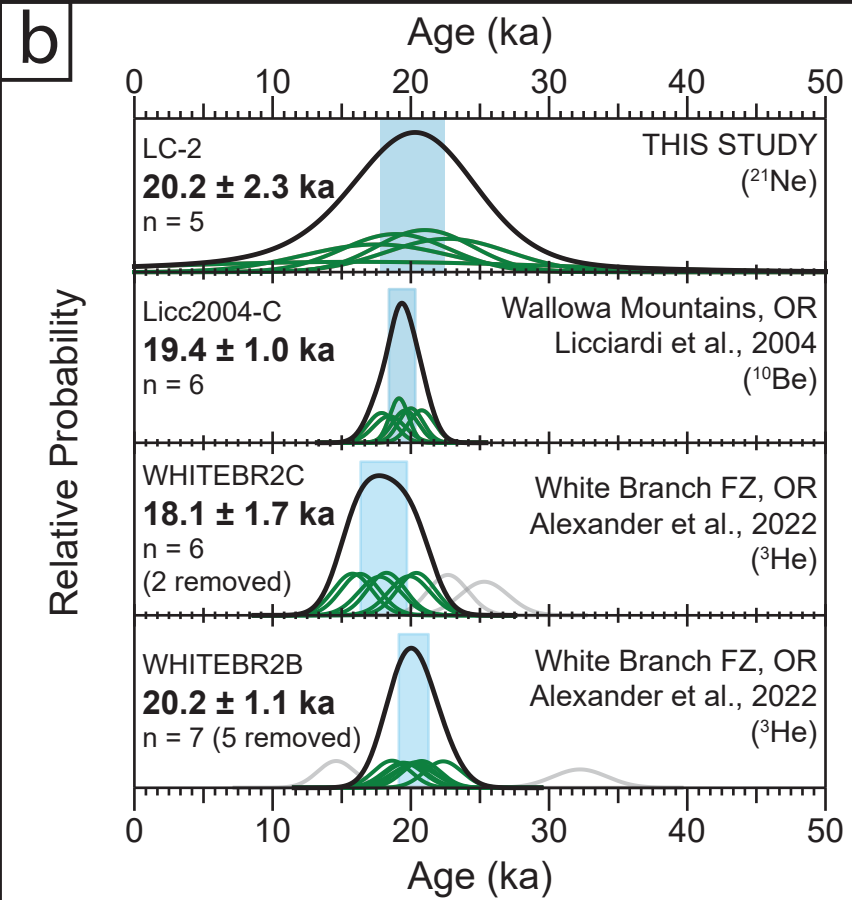 b
Age (ka)
0 10 20 30 40 50
LC-2
20.2 ± 2.3 ka
n = 5
THIS STUDY
(²¹Ne)
Licc2004-C
19.4 ± 1.0 ka
n = 6
Wallowa Mountains, OR
Licciardi et al., 2004
(¹⁰Be)
Relative Probability
WHITEBR2C
18.1 ± 1.7 ka
n = 6
(2 removed)
White Branch FZ, OR
Alexander et al., 2022
(³He)
WHITEBR2B
20.2 ± 1.1 ka
n = 7 (5 removed)
White Branch FZ, OR
Alexander et al., 2022
(³He)
0 10 20 30 40 50
Age (ka)